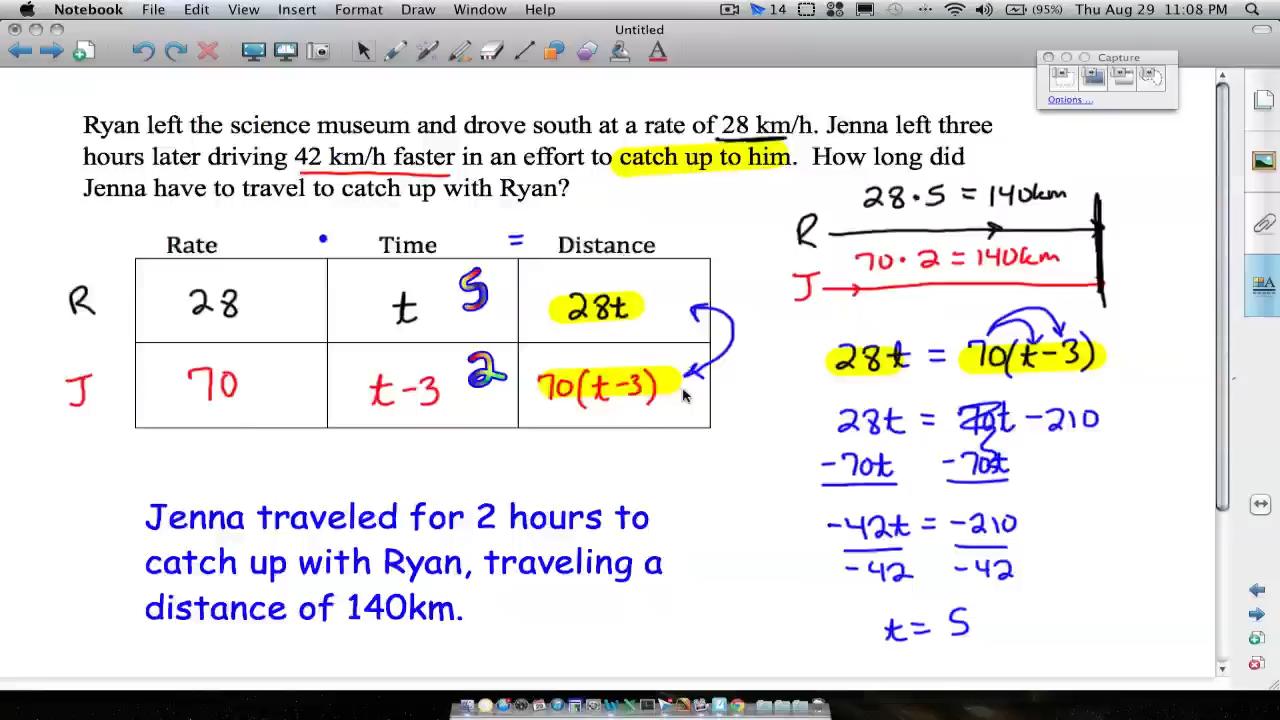 Notebook File Edit View Insert Format Draw Window Help 14 (95%) Thu Aug 29 11:08 PM
Untitled
Capture
Options ...
Ryan left the science museum and drove south at a rate of 28 km/h. Jenna left three
hours later driving 42 km/h faster in an effort to catch up to him. How long did
Jenna have to travel to catch up with Ryan?
R 28·5 = 140km
J 70·2 = 140km
Rate · Time = Distance
R 28 t 5 28t
J 70 t-3 2 70(t-3)
28t = 70(t-3)
28t = 70t -210
-70t -70t
-42t = -210
-42 -42
t = 5
Jenna traveled for 2 hours to
catch up with Ryan, traveling a
distance of 140km.